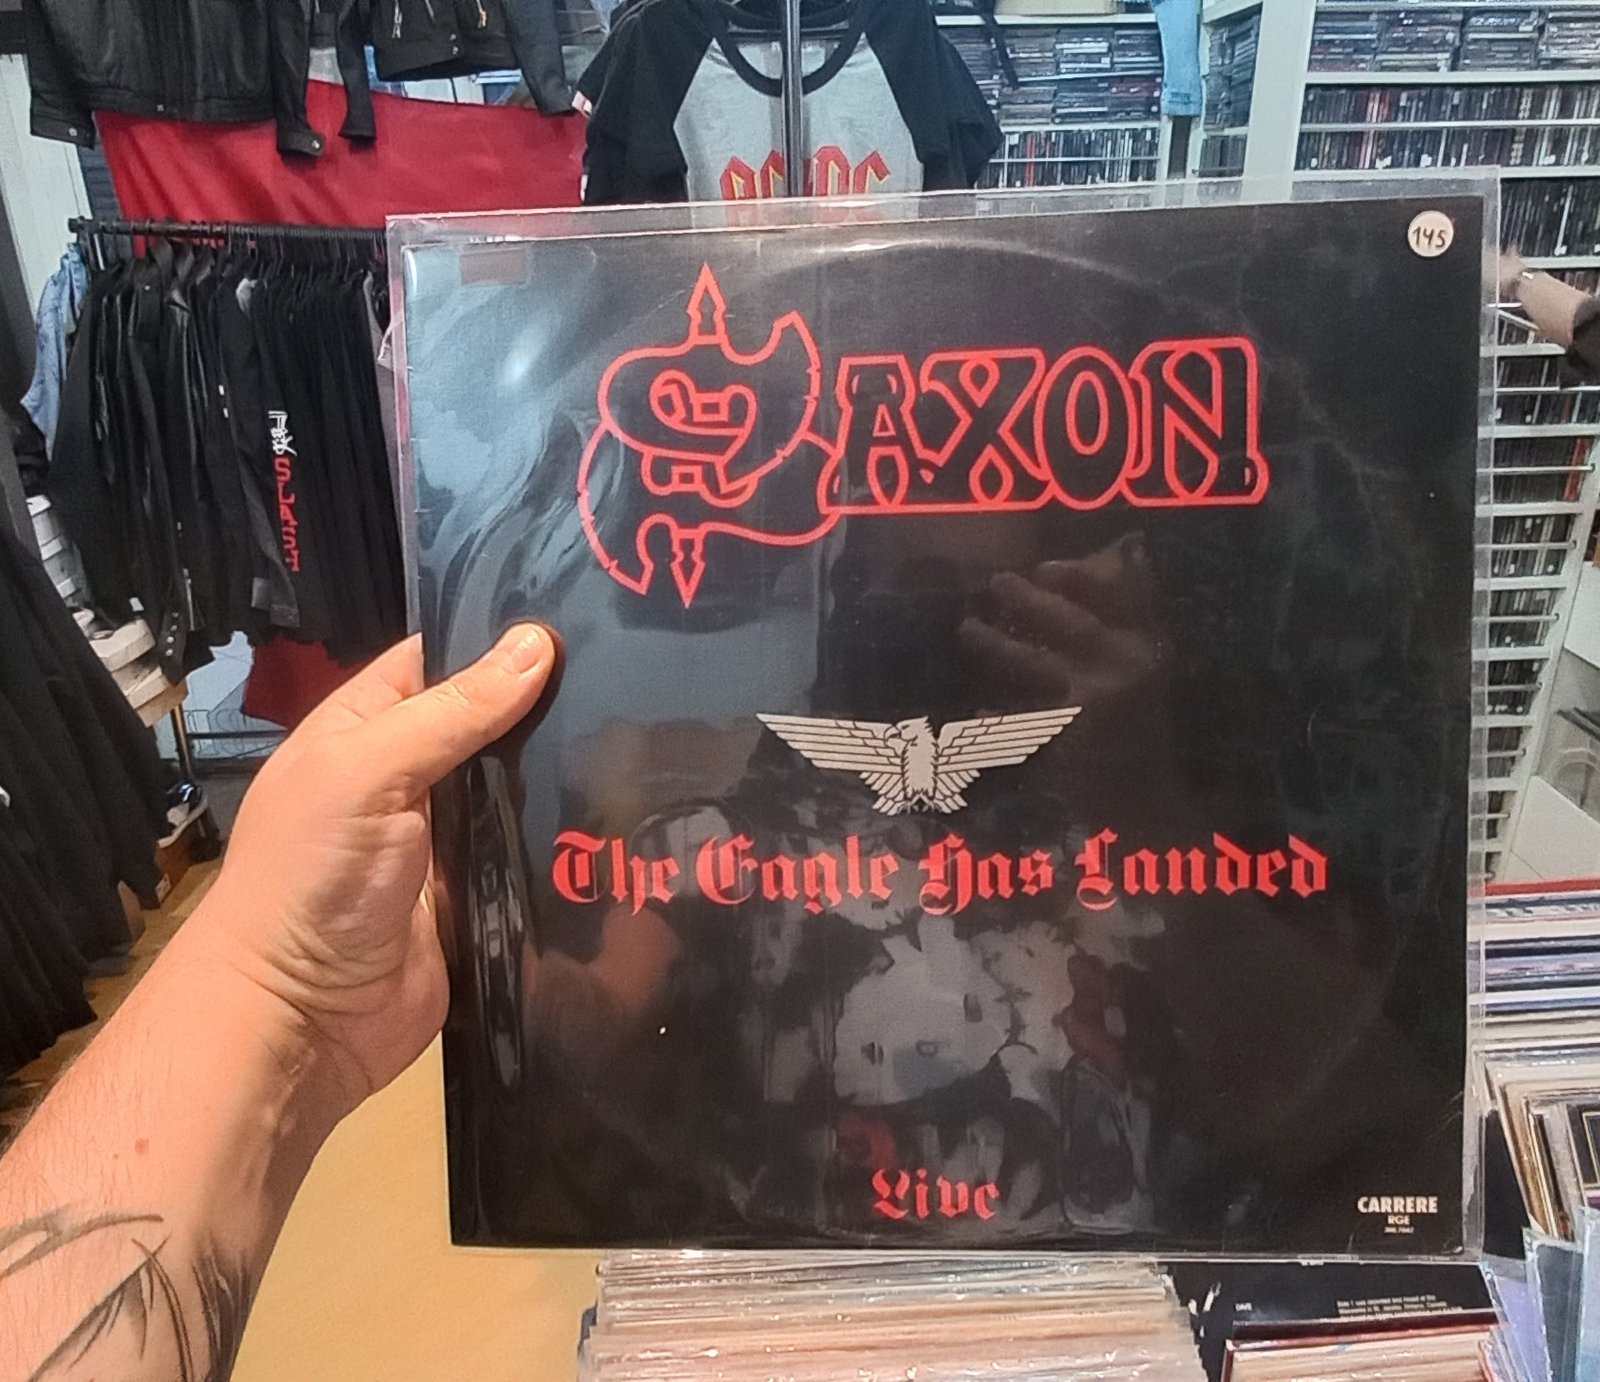 AC/DC
145
SAXON
SLASH
The Eagle Has Landed
Live
CARRERE
RGE